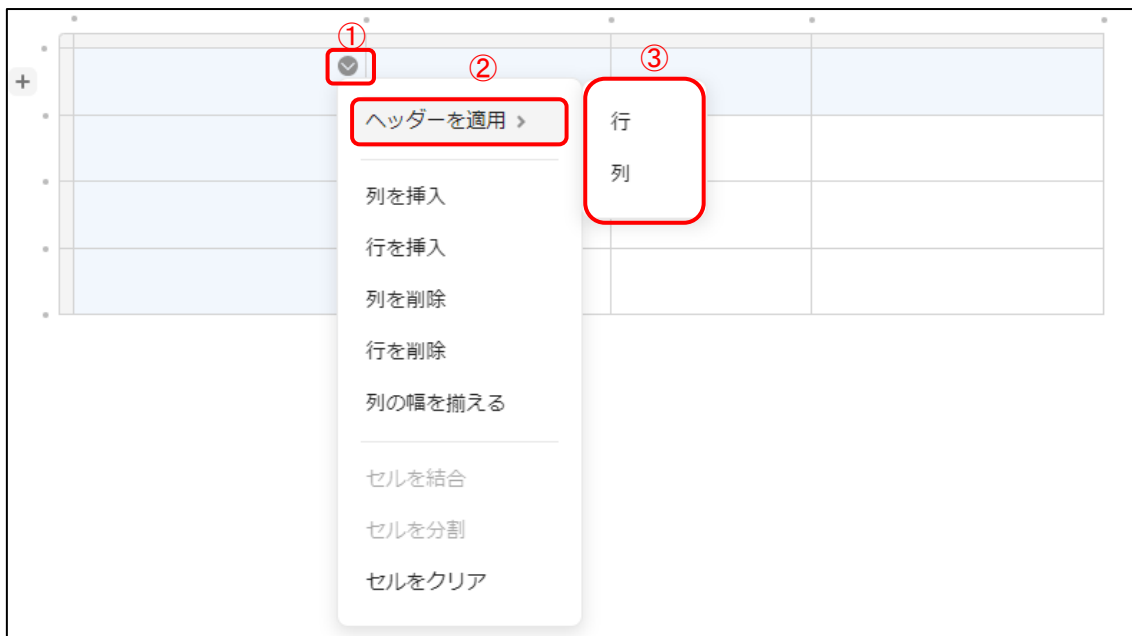 ①
②
③
ヘッダーを適用 >
行
列
列を挿入
行を挿入
列を削除
行を削除
列の幅を揃える
セルを結合
セルを分割
セルをクリア